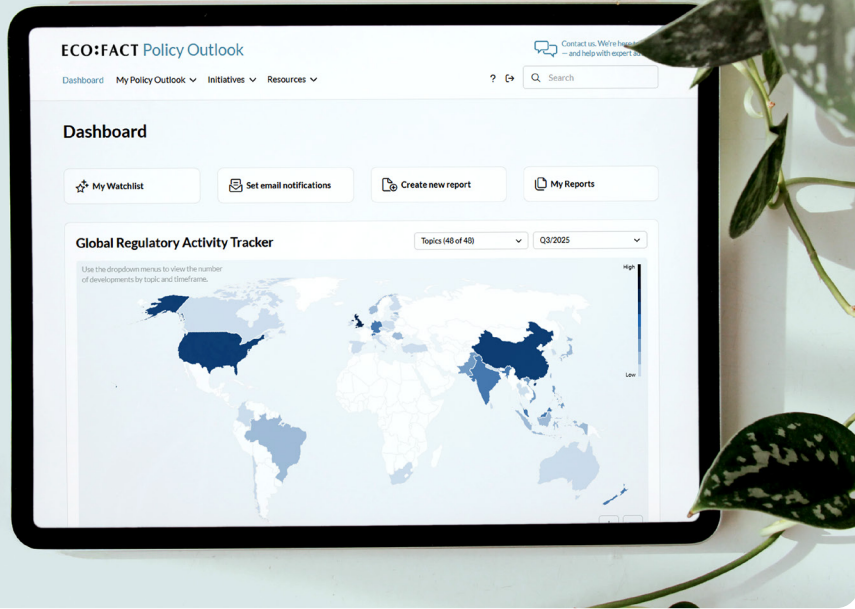 ECO:FACT Policy Outlook
Contact us. We're here
— and help with expert
Dashboard My Policy Outlook Initiatives Resources ? Search
Dashboard
My Watchlist Set email notifications Create new report My Reports
Global Regulatory Activity Tracker Topics (48 of 48) Q3/2025
Use the dropdown menus to view the number
of developments by topic and timeframe.
High
Low